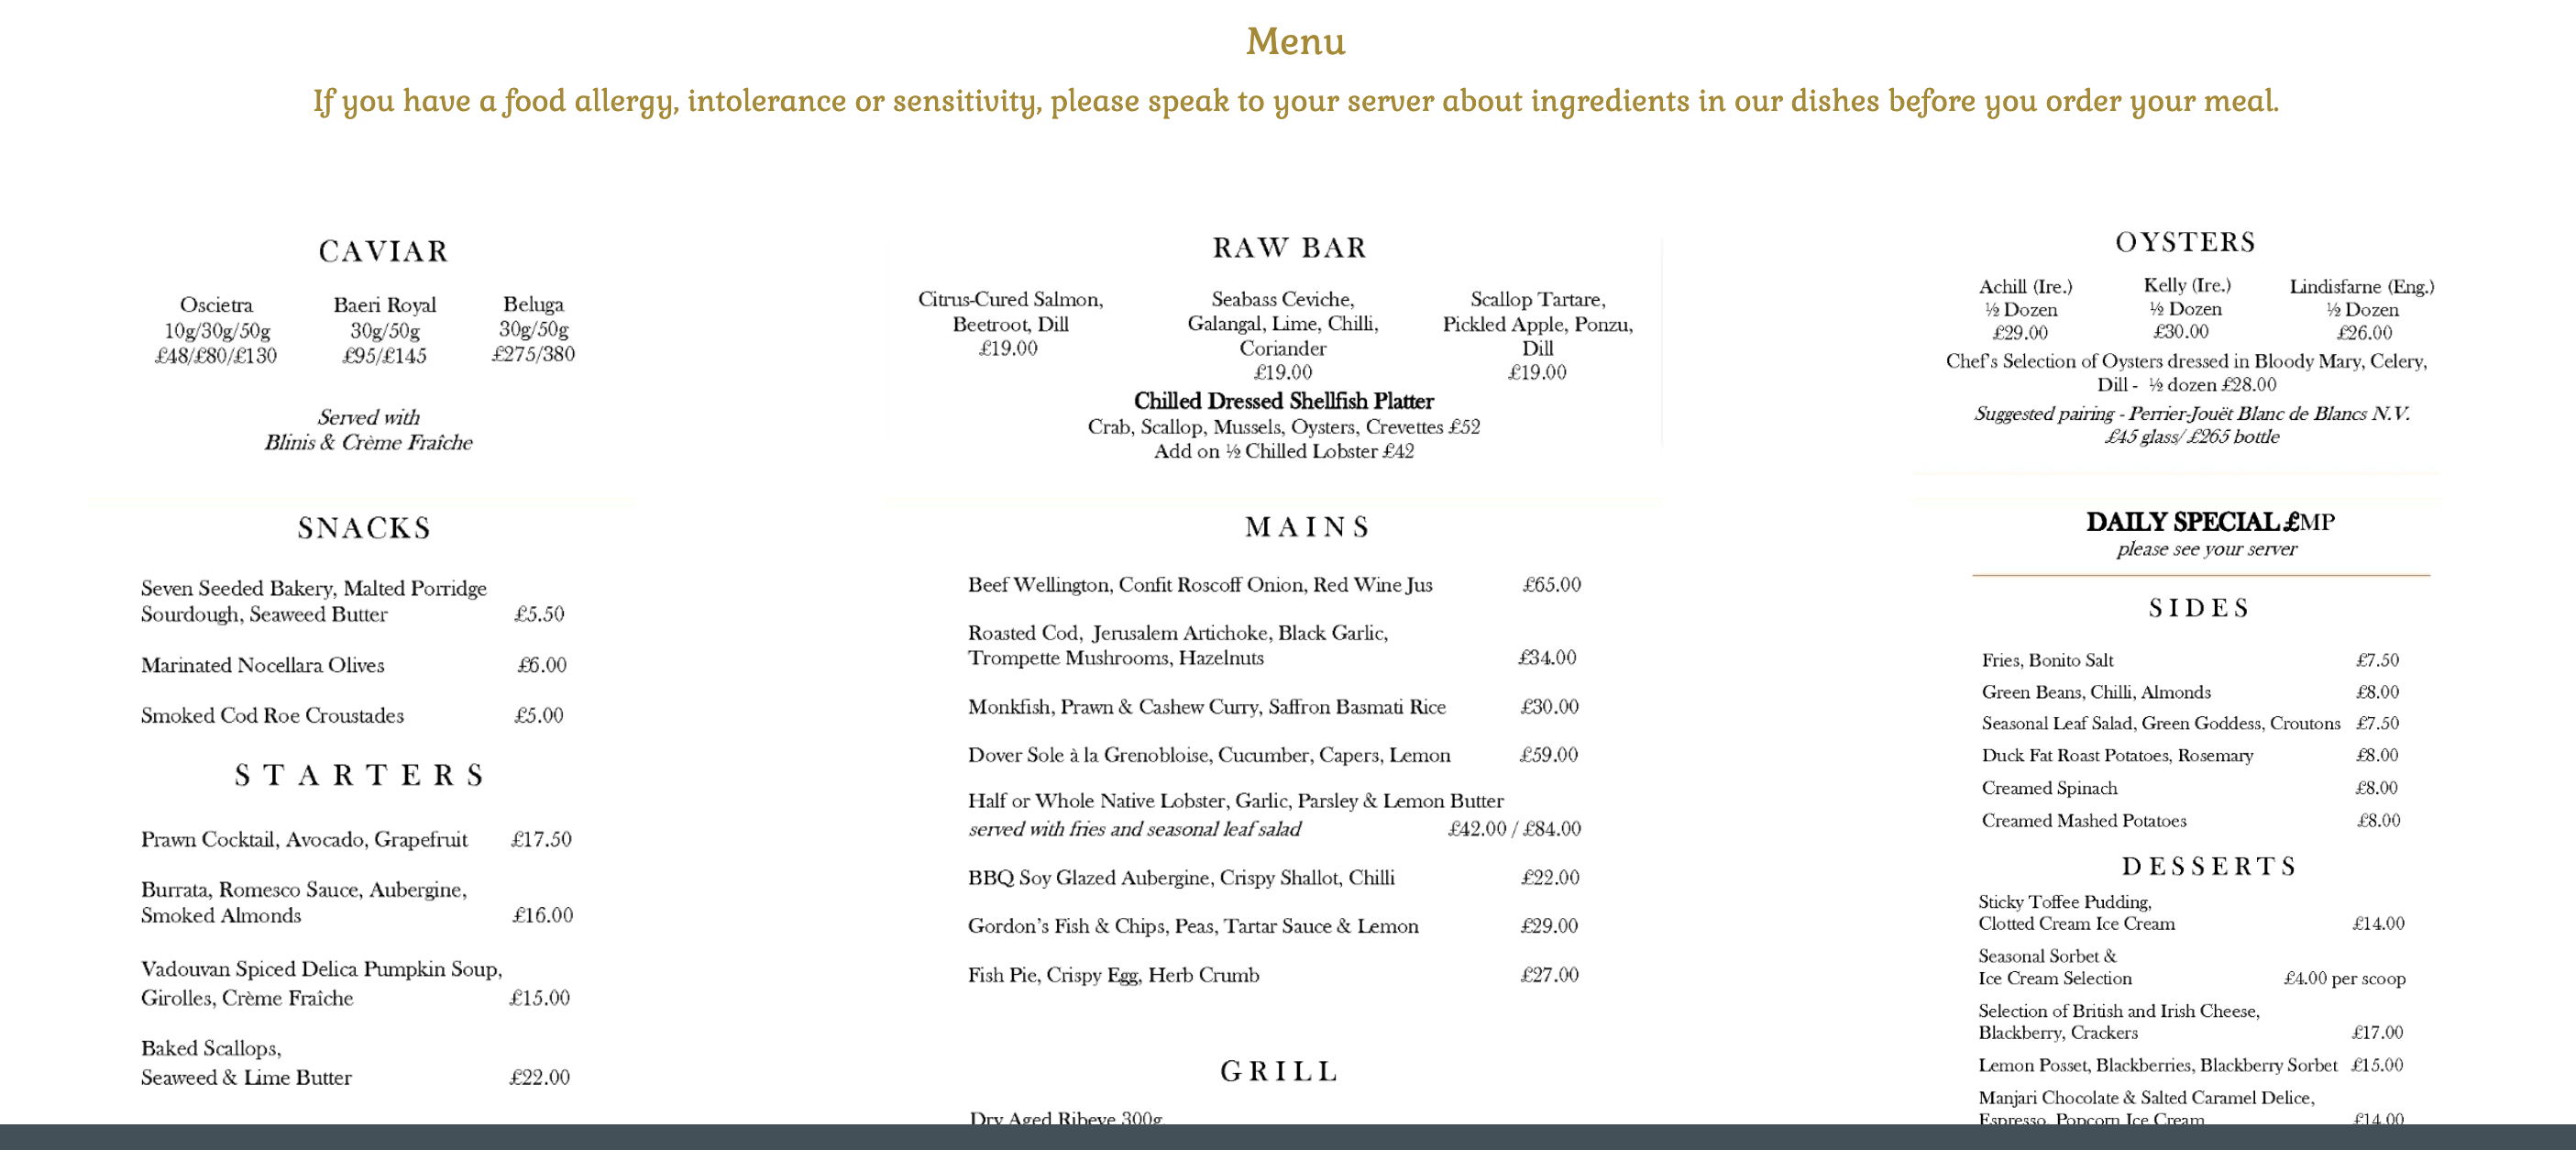 Menu
If you have a food allergy, intolerance or sensitivity, please speak to your server about ingredients in our dishes before you order your meal.
CAVIAR
Oscietra
10g/30g/50g
£48/£80/£130
Baeri Royal
30g/50g
£95/£145
Beluga
30g/50g
£275/380
Served with
Blinis & Crème Fraîche
SNACKS
Seven Seeded Bakery, Malted Porridge
Sourdough, Seaweed Butter £5.50
Marinated Nocellara Olives £6.00
Smoked Cod Roe Croustades £5.00
STARTERS
Prawn Cocktail, Avocado, Grapefruit £17.50
Burrata, Romesco Sauce, Aubergine,
Smoked Almonds £16.00
Vadouvan Spiced Delica Pumpkin Soup,
Girolles, Crème Fraîche £15.00
Baked Scallops,
Seaweed & Lime Butter £22.00
RAW BAR
Citrus-Cured Salmon,
Beetroot, Dill
£19.00
Seabass Ceviche,
Galangal, Lime, Chilli,
Coriander
£19.00
Scallop Tartare,
Pickled Apple, Ponzu,
Dill
£19.00
Chilled Dressed Shellfish Platter
Crab, Scallop, Mussels, Oysters, Crevettes £52
Add on ½ Chilled Lobster £42
MAINS
Beef Wellington, Confit Roscoff Onion, Red Wine Jus £65.00
Roasted Cod, Jerusalem Artichoke, Black Garlic,
Trompette Mushrooms, Hazelnuts £34.00
Monkfish, Prawn & Cashew Curry, Saffron Basmati Rice £30.00
Dover Sole à la Grenobloise, Cucumber, Capers, Lemon £59.00
Half or Whole Native Lobster, Garlic, Parsley & Lemon Butter
served with fries and seasonal leaf salad £42.00 / £84.00
BBQ Soy Glazed Aubergine, Crispy Shallot, Chilli £22.00
Gordon's Fish & Chips, Peas, Tartar Sauce & Lemon £29.00
Fish Pie, Crispy Egg, Herb Crumb £27.00
GRILL
Dry Aged Ribeye 300g
OYSTERS
Achill (Ire.)
½ Dozen
£29.00
Kelly (Ire.)
½ Dozen
£30.00
Lindisfarne (Eng.)
½ Dozen
£26.00
Chef's Selection of Oysters dressed in Bloody Mary, Celery,
Dill - ½ dozen £28.00
Suggested pairing - Perrier-Jouët Blanc de Blancs N.V.
£45 glass/ £265 bottle
DAILY SPECIAL £MP
please see your server
SIDES
Fries, Bonito Salt £7.50
Green Beans, Chilli, Almonds £8.00
Seasonal Leaf Salad, Green Goddess, Croutons £7.50
Duck Fat Roast Potatoes, Rosemary £8.00
Creamed Spinach £8.00
Creamed Mashed Potatoes £8.00
DESSERTS
Sticky Toffee Pudding,
Clotted Cream Ice Cream £14.00
Seasonal Sorbet &
Ice Cream Selection £4.00 per scoop
Selection of British and Irish Cheese,
Blackberry, Crackers £17.00
Lemon Posset, Blackberries, Blackberry Sorbet £15.00
Manjari Chocolate & Salted Caramel Delice,
Espresso, Popcorn Ice Cream £14.00